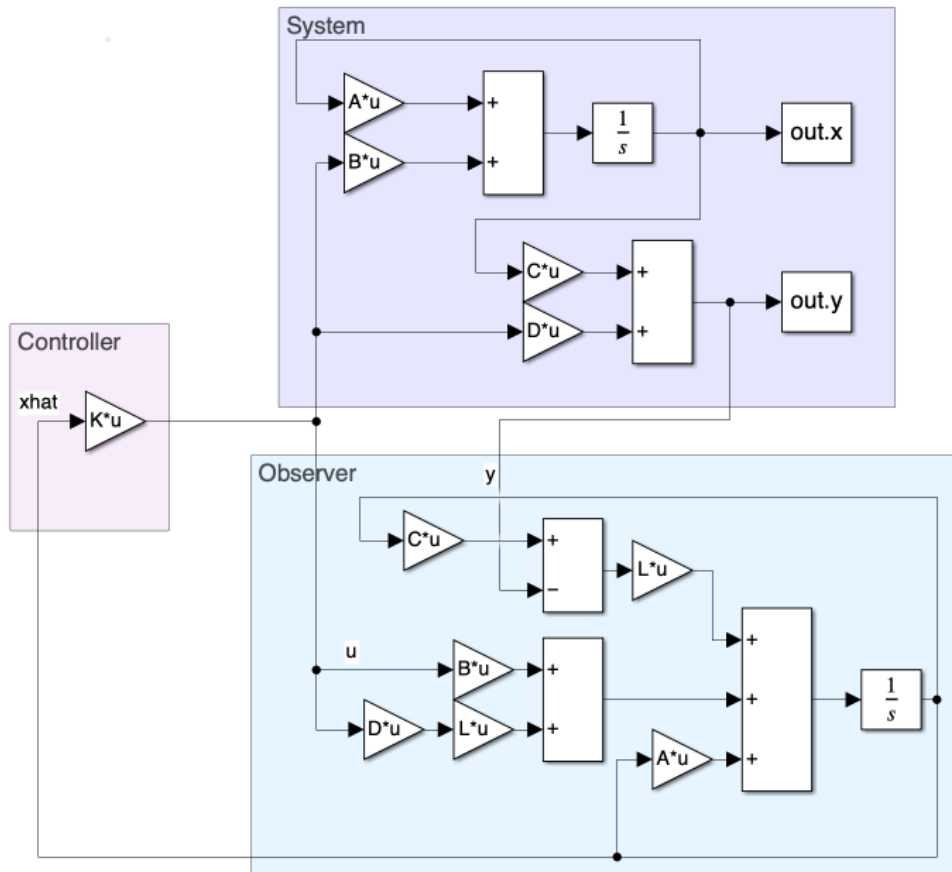 System
A*u
+
1
s
out.x
B*u
+
C*u
+
out.y
D*u
+
Controller
xhat
K*u
Observer
y
C*u
+
L*u
−
+
u
B*u
+
+
1
s
D*u
L*u
+
A*u
+